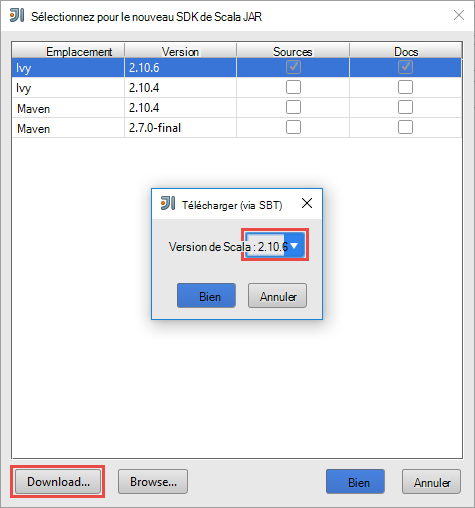 Sélectionnez pour le nouveau SDK de Scala JAR
Emplacement Version Sources Docs
Ivy 2.10.6
Ivy 2.10.4
Maven 2.10.4
Maven 2.7.0-final
Télécharger (via SBT)
Version de Scala : 2.10.6
Bien Annuler
Download... Browse... Bien Annuler